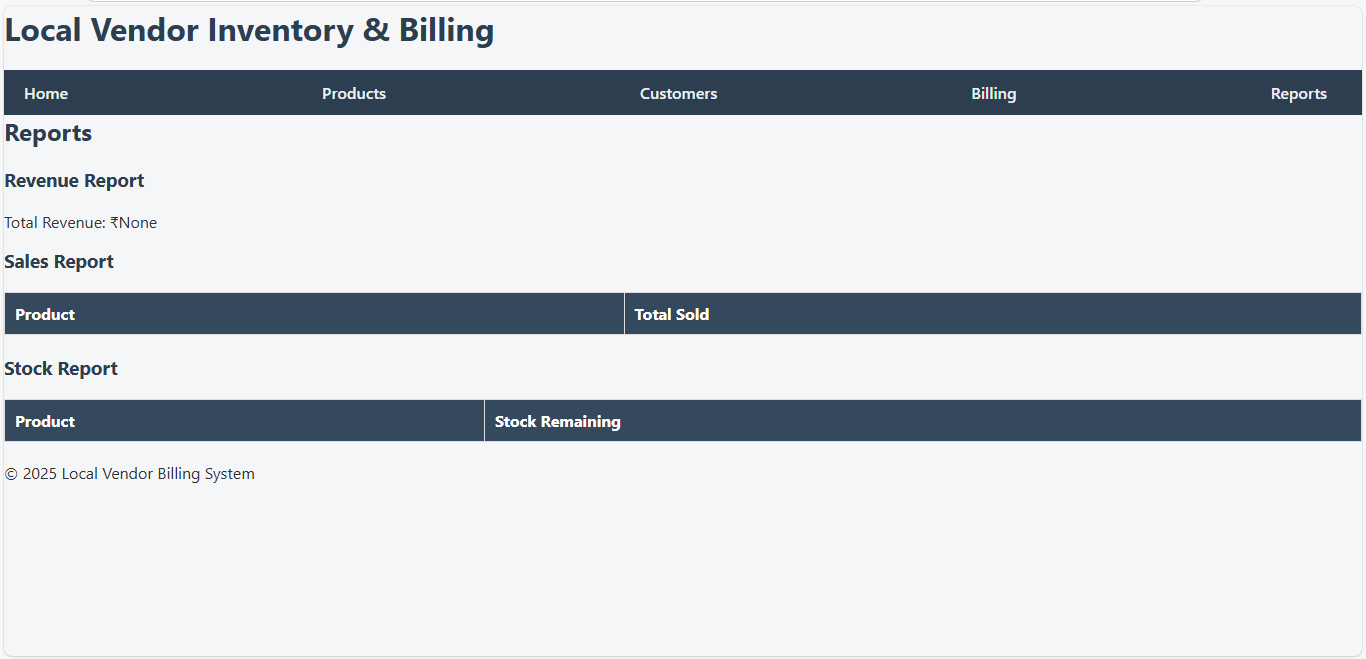 Local Vendor Inventory & Billing
Home Products Customers Billing Reports
Reports
Revenue Report
Total Revenue: ₹None
Sales Report
Product Total Sold
Stock Report
Product Stock Remaining
© 2025 Local Vendor Billing System